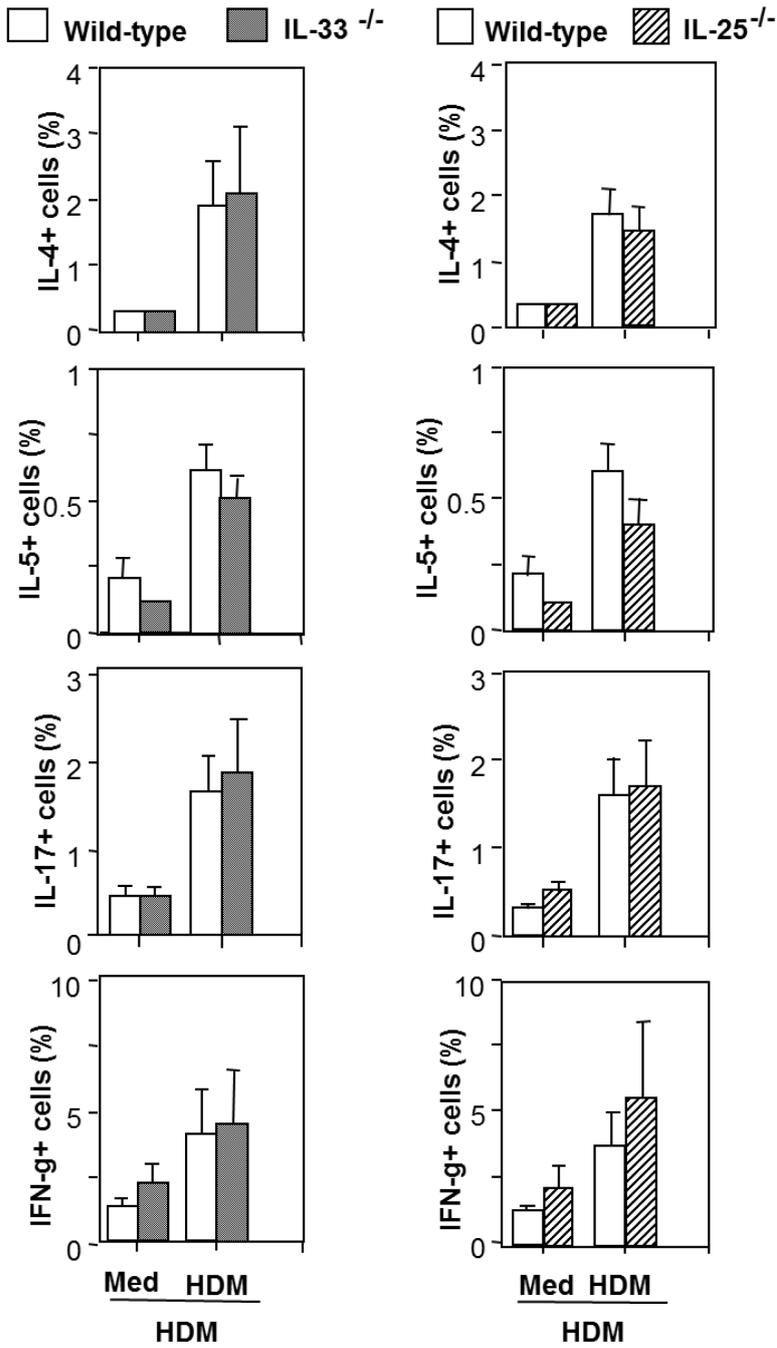 Wild-type IL-33 -/- Wild-type IL-25-/-
4
3
2
1
0
IL-4+ cells (%)
4
3
2
1
0
IL-4+ cells (%)
1
0.5
0
IL-5+ cells (%)
1
0.5
0
IL-5+ cells (%)
3
2
1
0
IL-17+ cells (%)
3
2
1
0
IL-17+ cells (%)
10
5
0
IFN-g+ cells (%)
10
5
0
IFN-g+ cells (%)
Med HDM
HDM
Med HDM
HDM